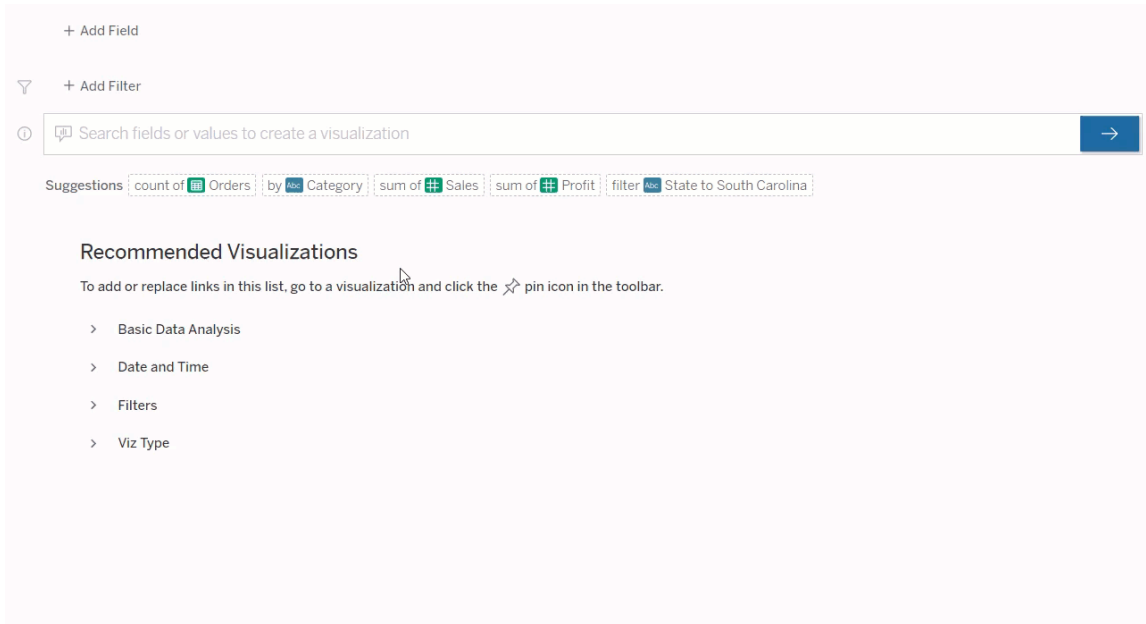 + Add Field
+ Add Filter
Search fields or values to create a visualization
Suggestions count of Orders by Abc Category sum of Sales sum of Profit filter Abc State to South Carolina
Recommended Visualizations
To add or replace links in this list, go to a visualization and click the pin icon in the toolbar.
Basic Data Analysis
Date and Time
Filters
Viz Type